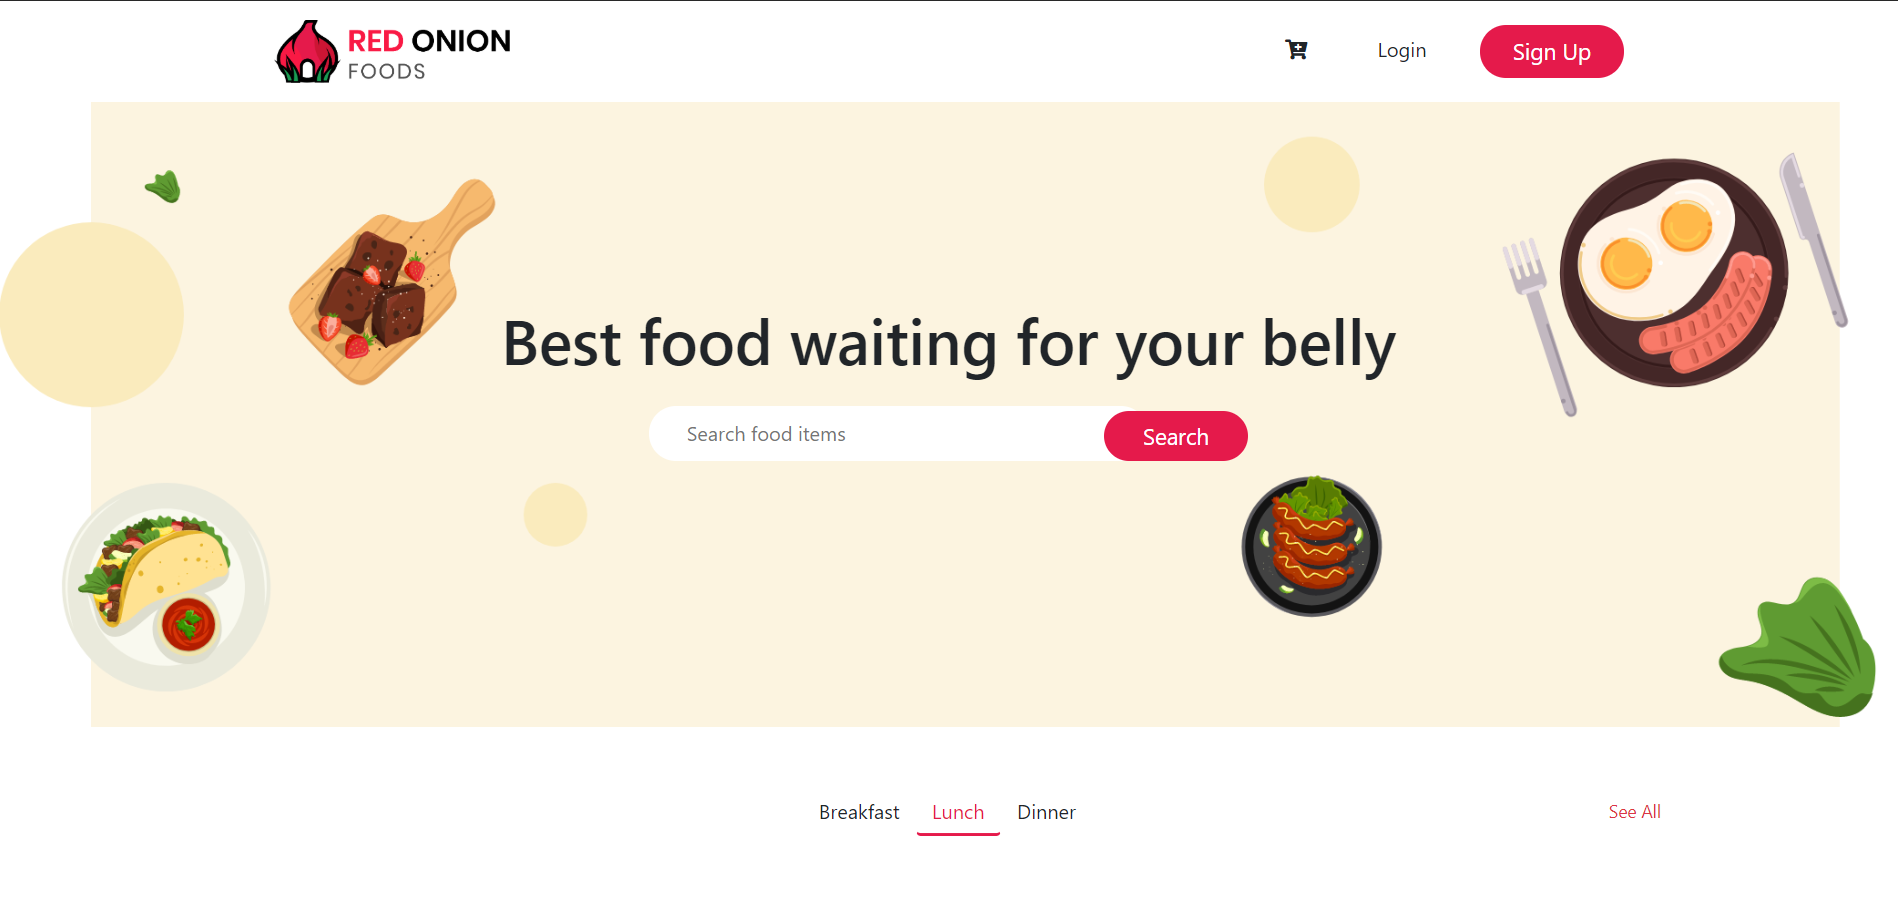 RED ONION
FOODS
Login
Sign Up
Best food waiting for your belly
Search food items
Search
Breakfast
Lunch
Dinner
See All